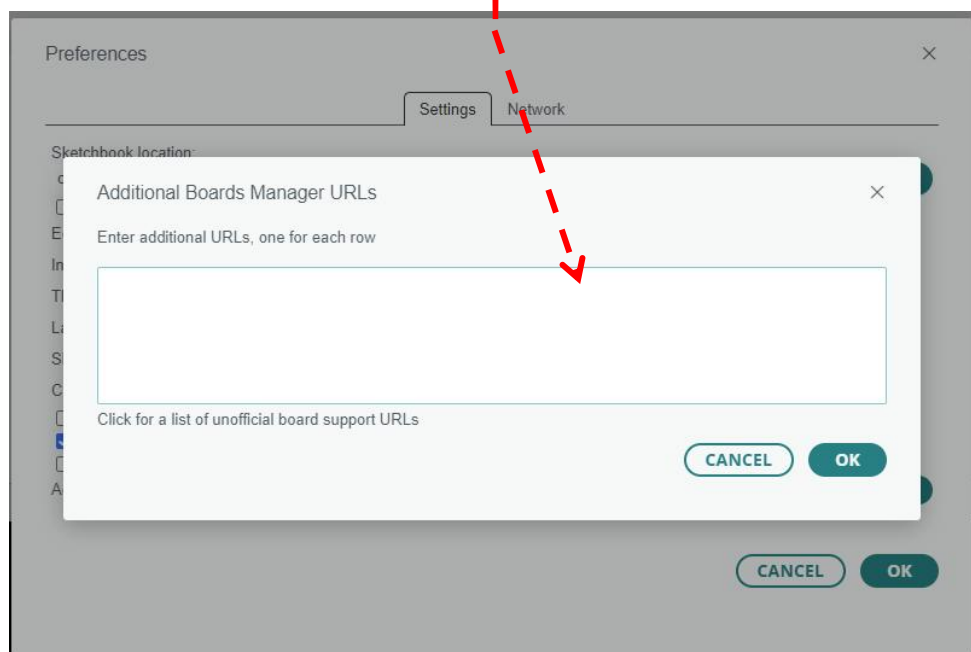 Preferences
Settings Network
Sketchbook location:
Additional Boards Manager URLs
Enter additional URLs, one for each row
Click for a list of unofficial board support URLs
CANCEL OK
CANCEL OK